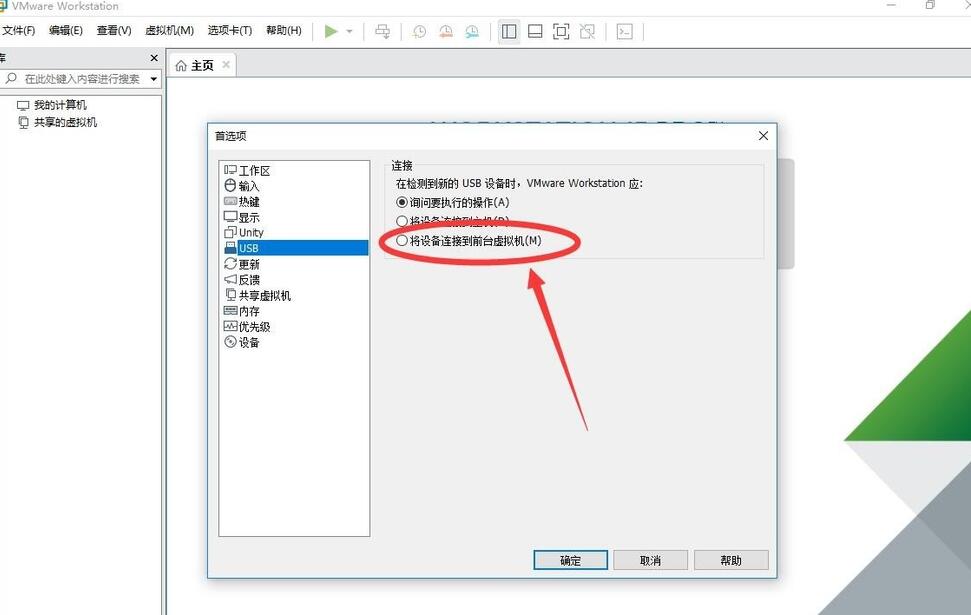 VMware Workstation
文件(F) 编辑(E) 查看(V) 虚拟机(M) 选项卡(T) 帮助(H)
库
主页
在此处键入内容进行搜索
我的计算机
共享的虚拟机
首选项
工作区
输入
热键
显示
Unity
USB
更新
反馈
共享虚拟机
内存
优先级
设备
连接
在检测到新的 USB 设备时，VMware Workstation 应:
询问要执行的操作(A)
将设备连接到主机(P)
将设备连接到前台虚拟机(M)
确定 取消 帮助